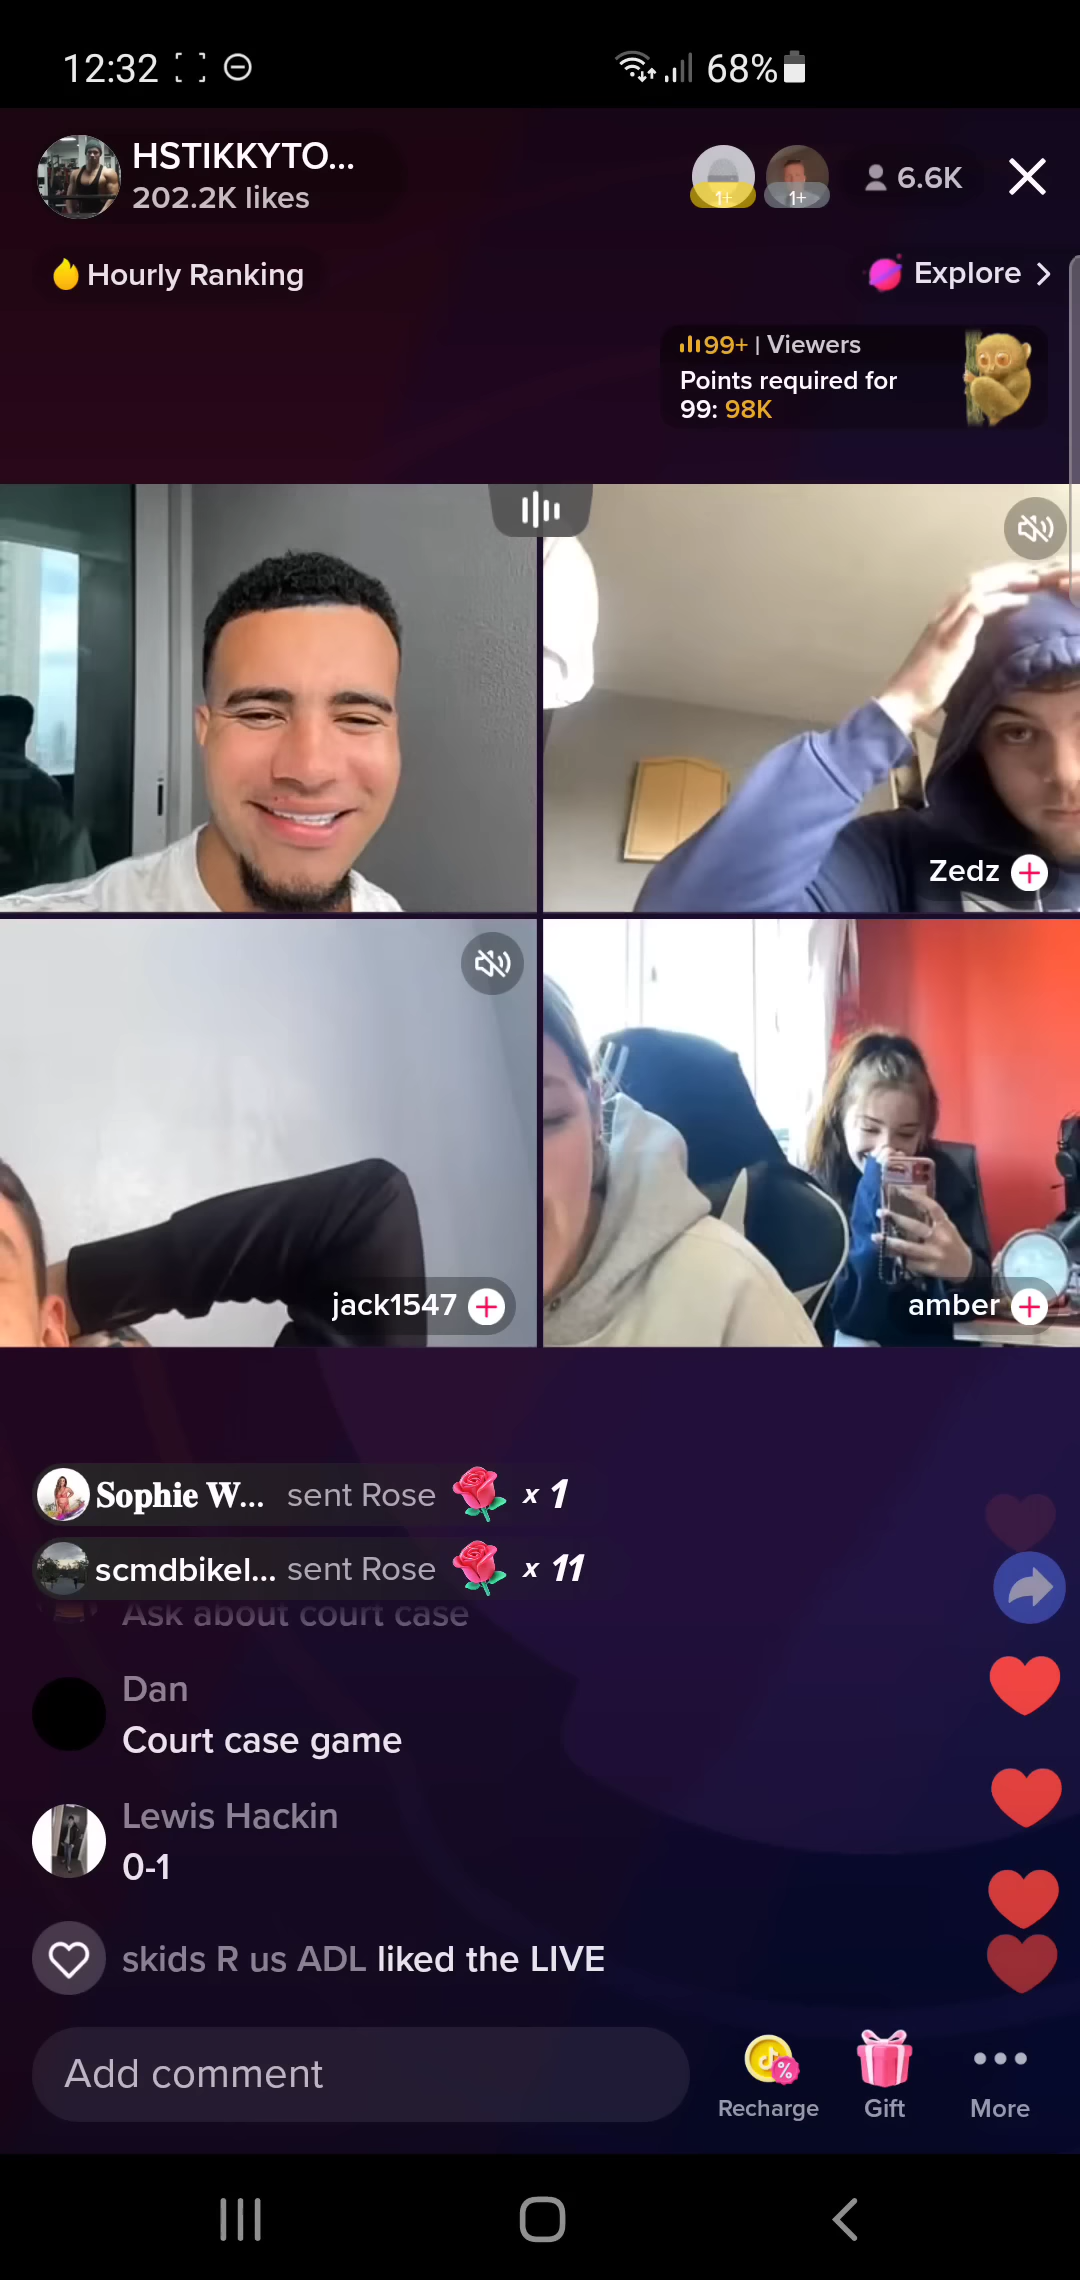 12:32
68%
HSTIKKYTO...
202.2K likes
1+
1+
6.6K
Hourly Ranking
Explore
99+ | Viewers
Points required for
99: 98K
Zedz
jack1547
amber
Sophie W... sent Rose x 1
scmdbikel... sent Rose x 11
Ask about court case
Dan
Court case game
Lewis Hackin
0-1
skids R us ADL liked the LIVE
Add comment
Recharge
Gift
More